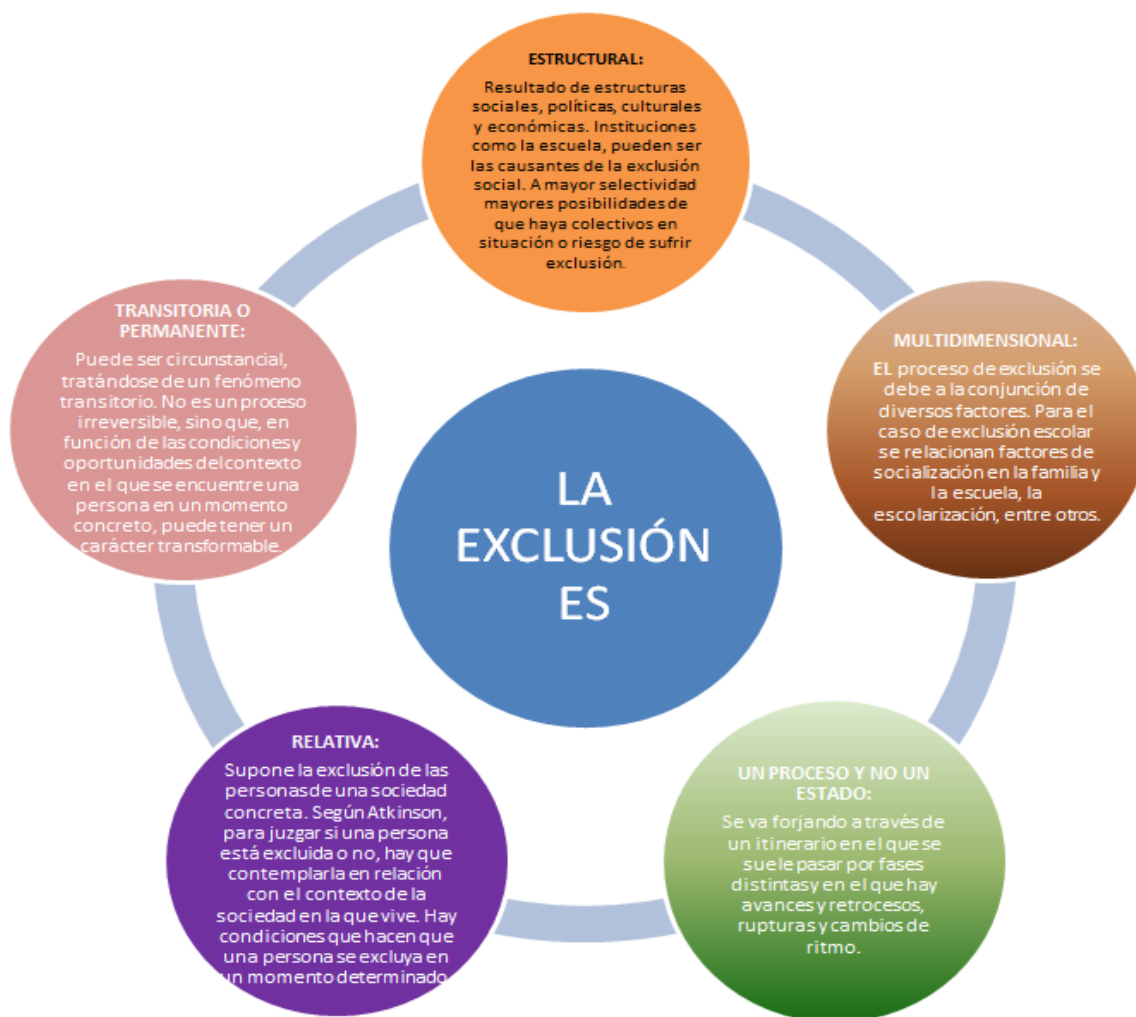 ESTRUCTURAL:
Resultado de estructuras
sociales, políticas, culturales
y económicas. Instituciones
como la escuela, pueden ser
las causantes de la exclusión
social. A mayor selectividad
mayores posibilidades de
que haya colectivos en
situación o riesgo de sufrir
exclusión.
MULTIDIMENSIONAL:
EL proceso de exclusión se
debe a la conjunción de
diversos factores. Para el
caso de exclusión escolar
se relacionan factores de
socialización en la familia y
la escuela, la
escolarización, entre otros.
UN PROCESO Y NO UN
ESTADO:
Se va forjando a través de
un itinerario en el que se
suele pasar por fases
distintas y en el que hay
avances y retrocesos,
rupturas y cambios de
ritmo.
RELATIVA:
Supone la exclusión de las
personas de una sociedad
concreta. Según Atkinson,
para juzgar si una persona
está excluida o no, hay que
contemplarla en relación
con el contexto de la
sociedad en la que vive. Hay
condiciones que hacen que
una persona se excluya en
un momento determinado.
TRANSITORIA O
PERMANENTE:
Puede ser circunstancial,
tratándose de un fenómeno
transitorio. No es un proceso
irreversible, sino que, en
función de las condiciones y
oportunidades del contexto
en el que se encuentre una
persona en un momento
concreto, puede tener un
carácter transformable.
LA
EXCLUSIÓN
ES